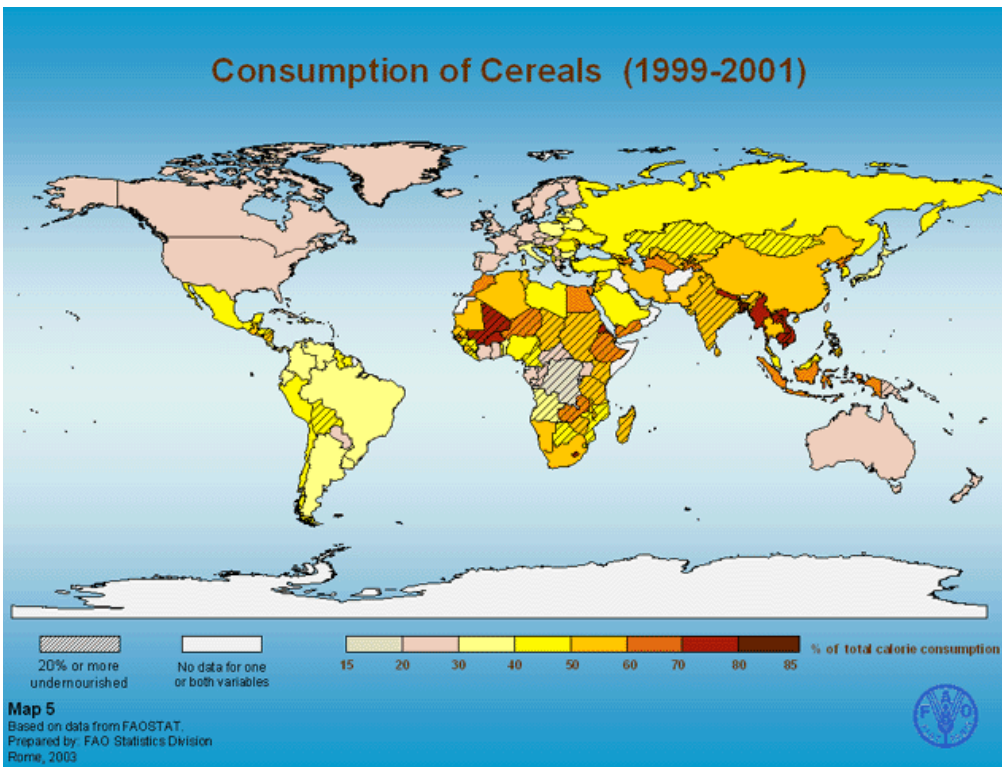 Consumption of Cereals (1999-2001)
20% or more
undernourished
No data for one
or both variables
15 20 30 40 50 60 70 80 85
% of total calorie consumption
Map 5
Based on data from FAOSTAT.
Prepared by: FAO Statistics Division
Rome, 2003
F A O